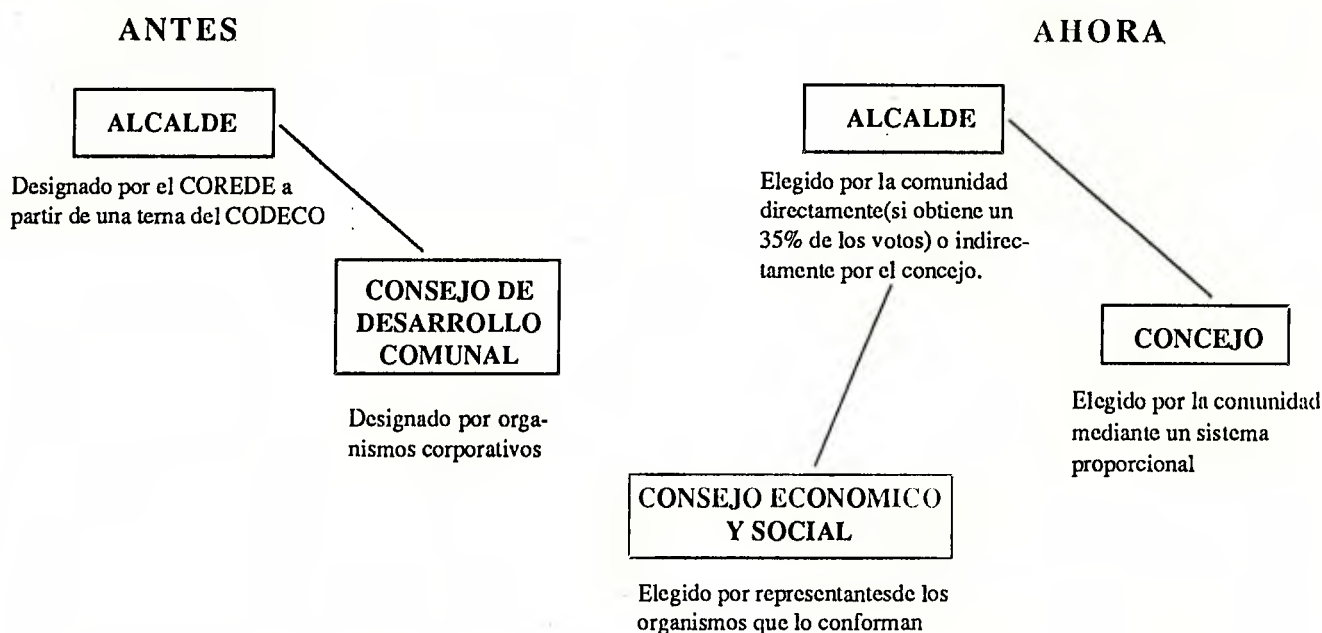 ANTES
ALCALDE
Designado por el COREDE a
partir de una terna del CODECO
CONSEJO DE
DESARROLLO
COMUNAL
Designado por orga-
nismos corporativos
AHORA
ALCALDE
Elegido por la comunidad
directamente(si obtiene un
35% de los votos) o indirec-
tamente por el concejo.
CONCEJO
Elegido por la comunidad
mediante un sistema
proporcional
CONSEJO ECONOMICO
Y SOCIAL
Elegido por representantesde los
organismos que lo conforman